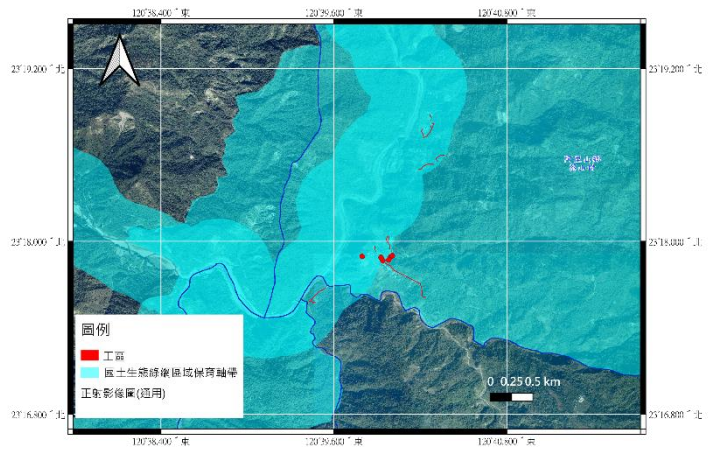 120°38.400′東 120°39.600′東 120°40.800′東
23°19.200′北 23°19.200′北
23°18.000′北 23°18.000′北
圖例
工區
國土生態綠網區域保育軸帶
正射影像圖(通用)
0 0.25 0.5 km
23°16.800′北 23°16.800′北
120°38.400′東 120°39.600′東 120°40.800′東